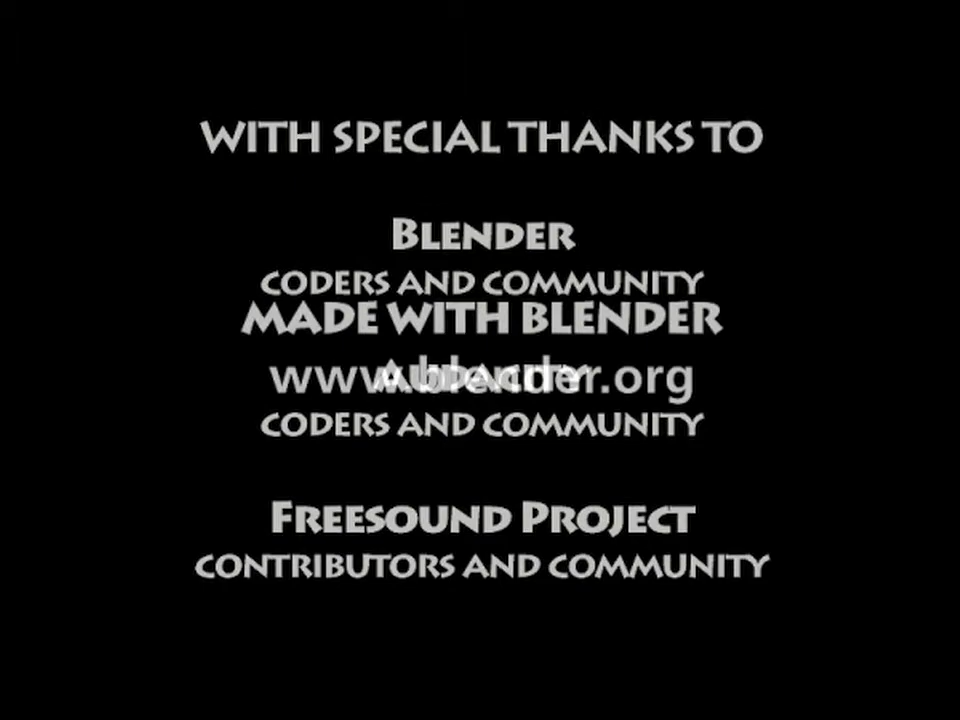 WITH SPECIAL THANKS TO
BLENDER
CODERS AND COMMUNITY
MADE WITH BLENDER
www.blender.org
AUDACITY
CODERS AND COMMUNITY
FREESOUND PROJECT
CONTRIBUTORS AND COMMUNITY